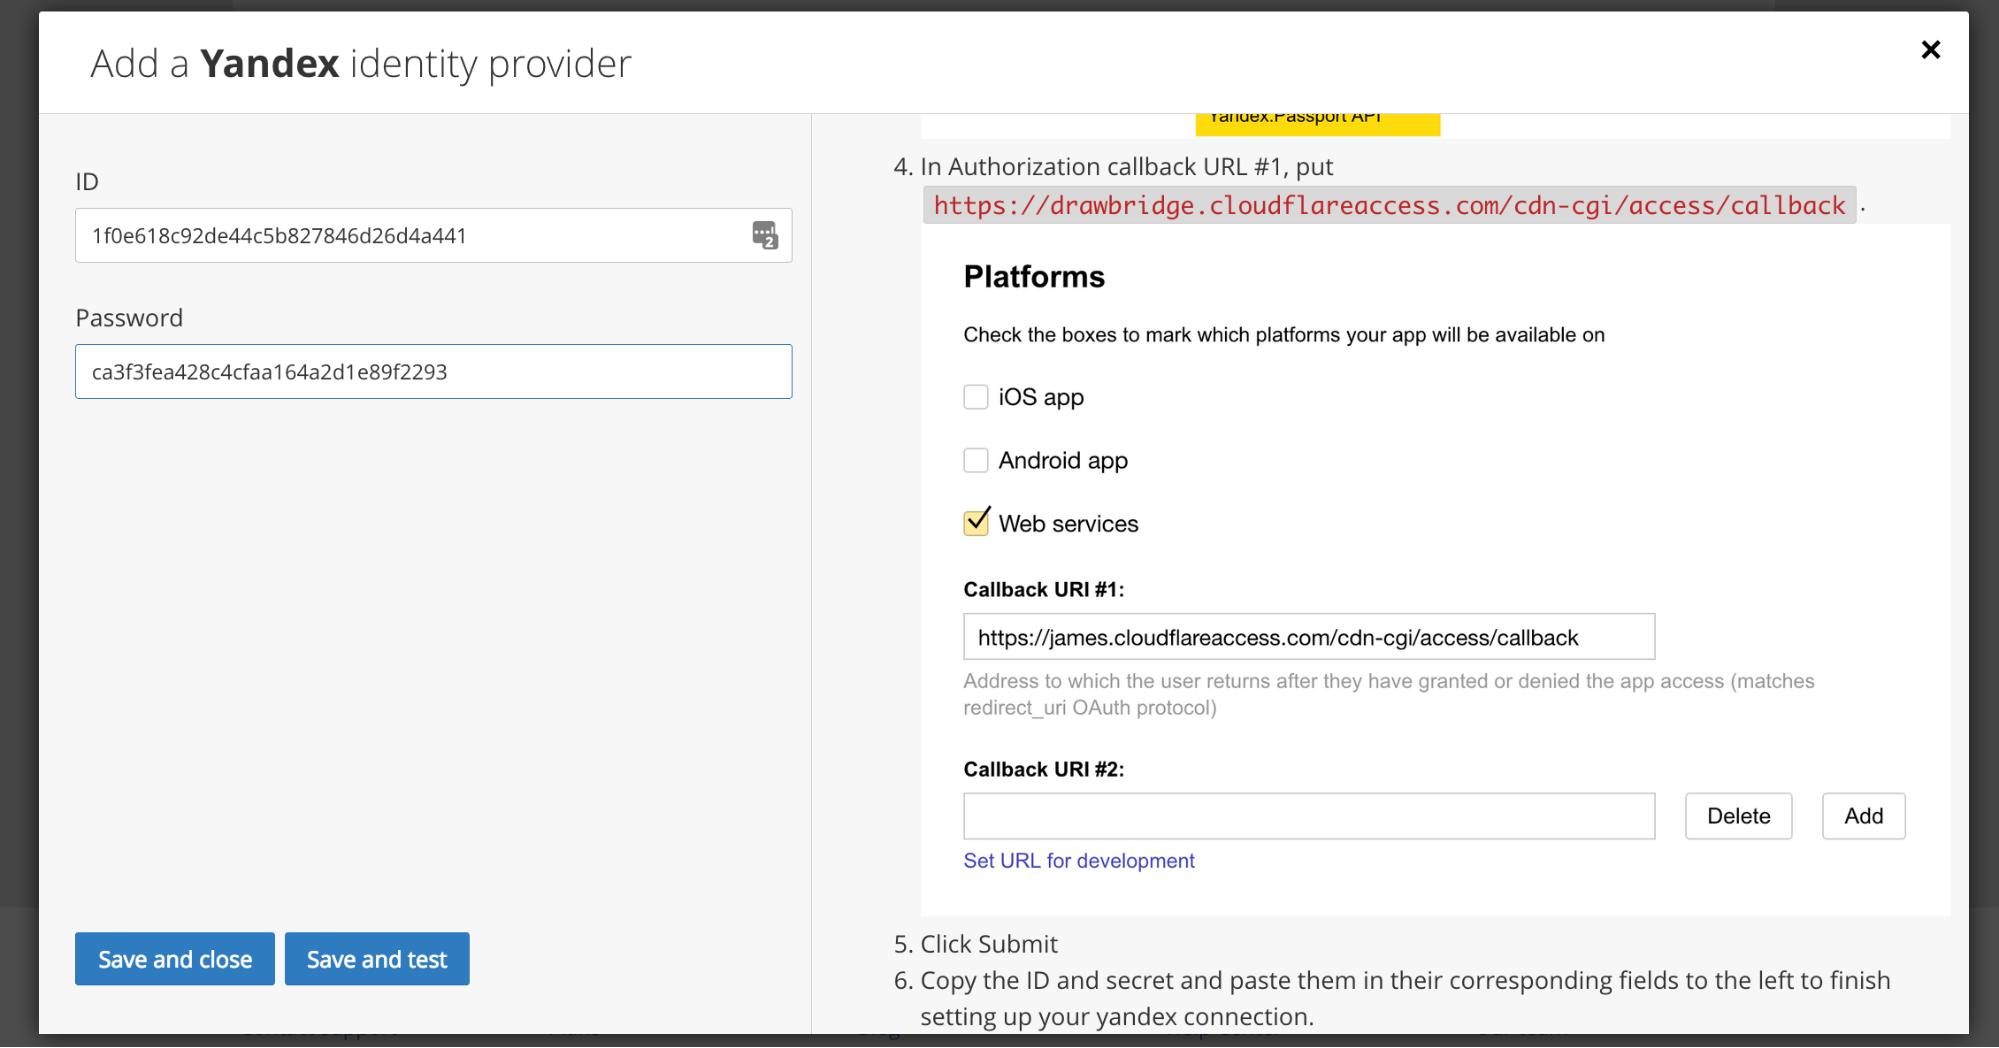 Add a Yandex identity provider
ID
1f0e618c92de44c5b827846d26d4a441
2
Password
ca3f3fea428c4cfaa164a2d1e89f2293
Save and close
Save and test
Yandex.Passport API
4. In Authorization callback URL #1, put
https://drawbridge.cloudflareaccess.com/cdn-cgi/access/callback .
Platforms
Check the boxes to mark which platforms your app will be available on
iOS app
Android app
Web services
Callback URI #1:
https://james.cloudflareaccess.com/cdn-cgi/access/callback
Address to which the user returns after they have granted or denied the app access (matches
redirect_uri OAuth protocol)
Callback URI #2:
Delete
Add
Set URL for development
5. Click Submit
6. Copy the ID and secret and paste them in their corresponding fields to the left to finish
setting up your yandex connection.